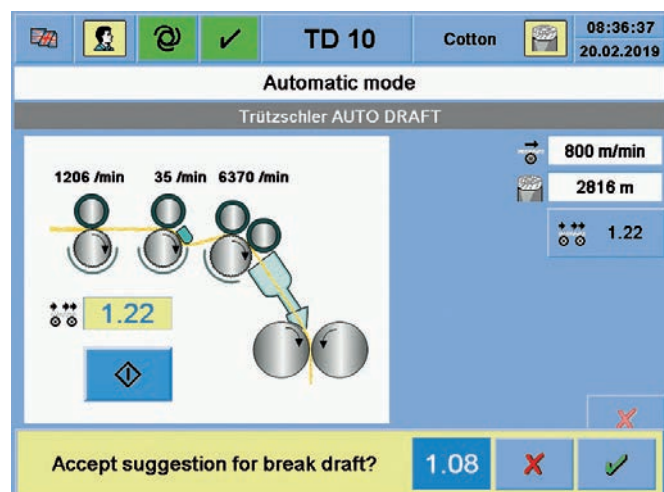 TD 10
Cotton
08:36:37
20.02.2019
Automatic mode
Trützschler AUTO DRAFT
1206 /min 35 /min 6370 /min
800 m/min
2816 m
1.22
1.22
Accept suggestion for break draft? 1.08